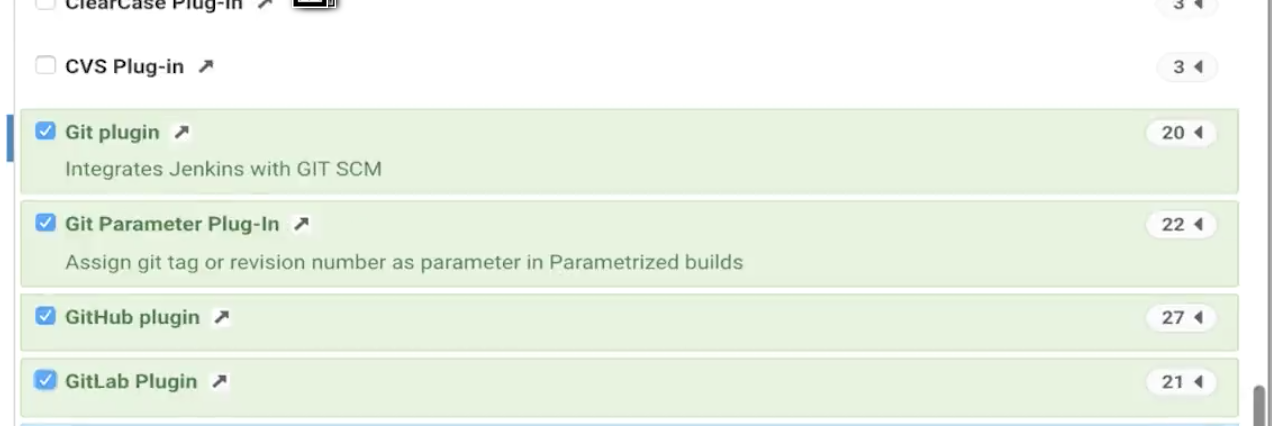 ClearCase Plug-in
3
CVS Plug-in
3
Git plugin
20
Integrates Jenkins with GIT SCM
Git Parameter Plug-In
22
Assign git tag or revision number as parameter in Parametrized builds
GitHub plugin
27
GitLab Plugin
21